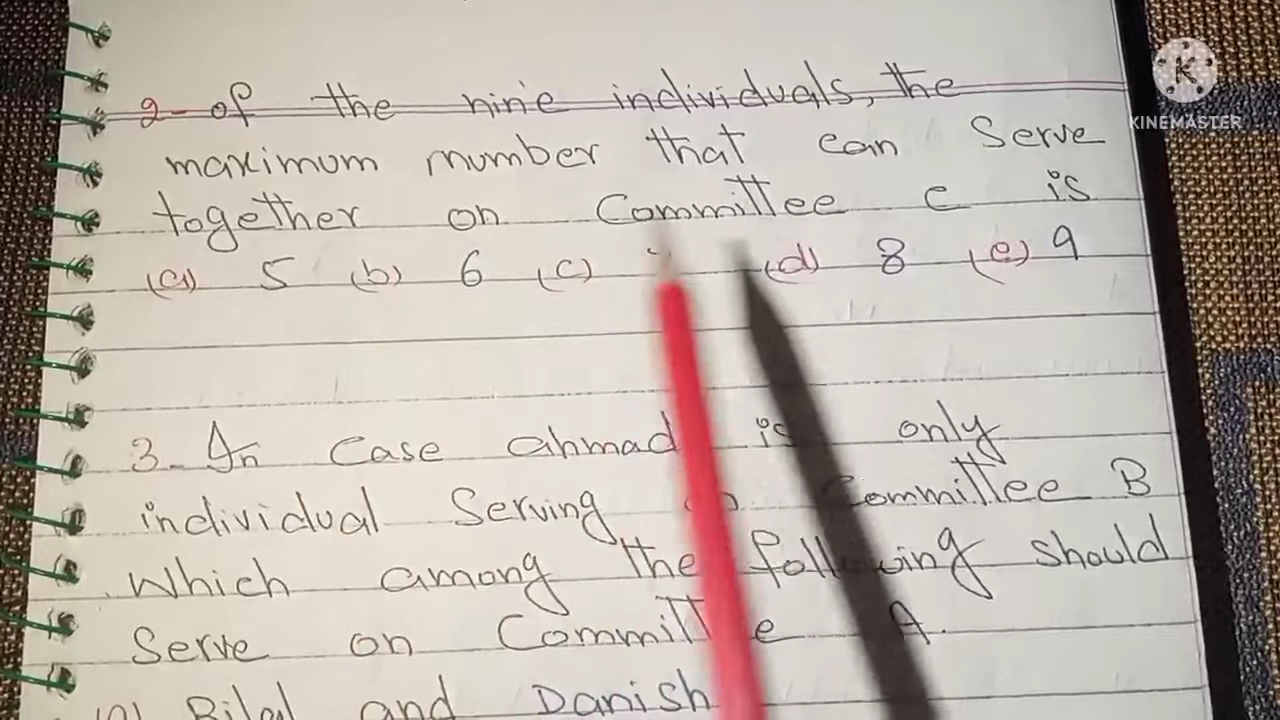 2- of the nine individuals, the
maximum number that can serve
together on Committee c is
(a) 5 (b) 6 (c) (d) 8 (e) 9
3- In Case ahmad is only
individual Serving Committee B
Which among the following should
Serve on Committee A.
(a) Bilal and Danish
K
KINEMASTER